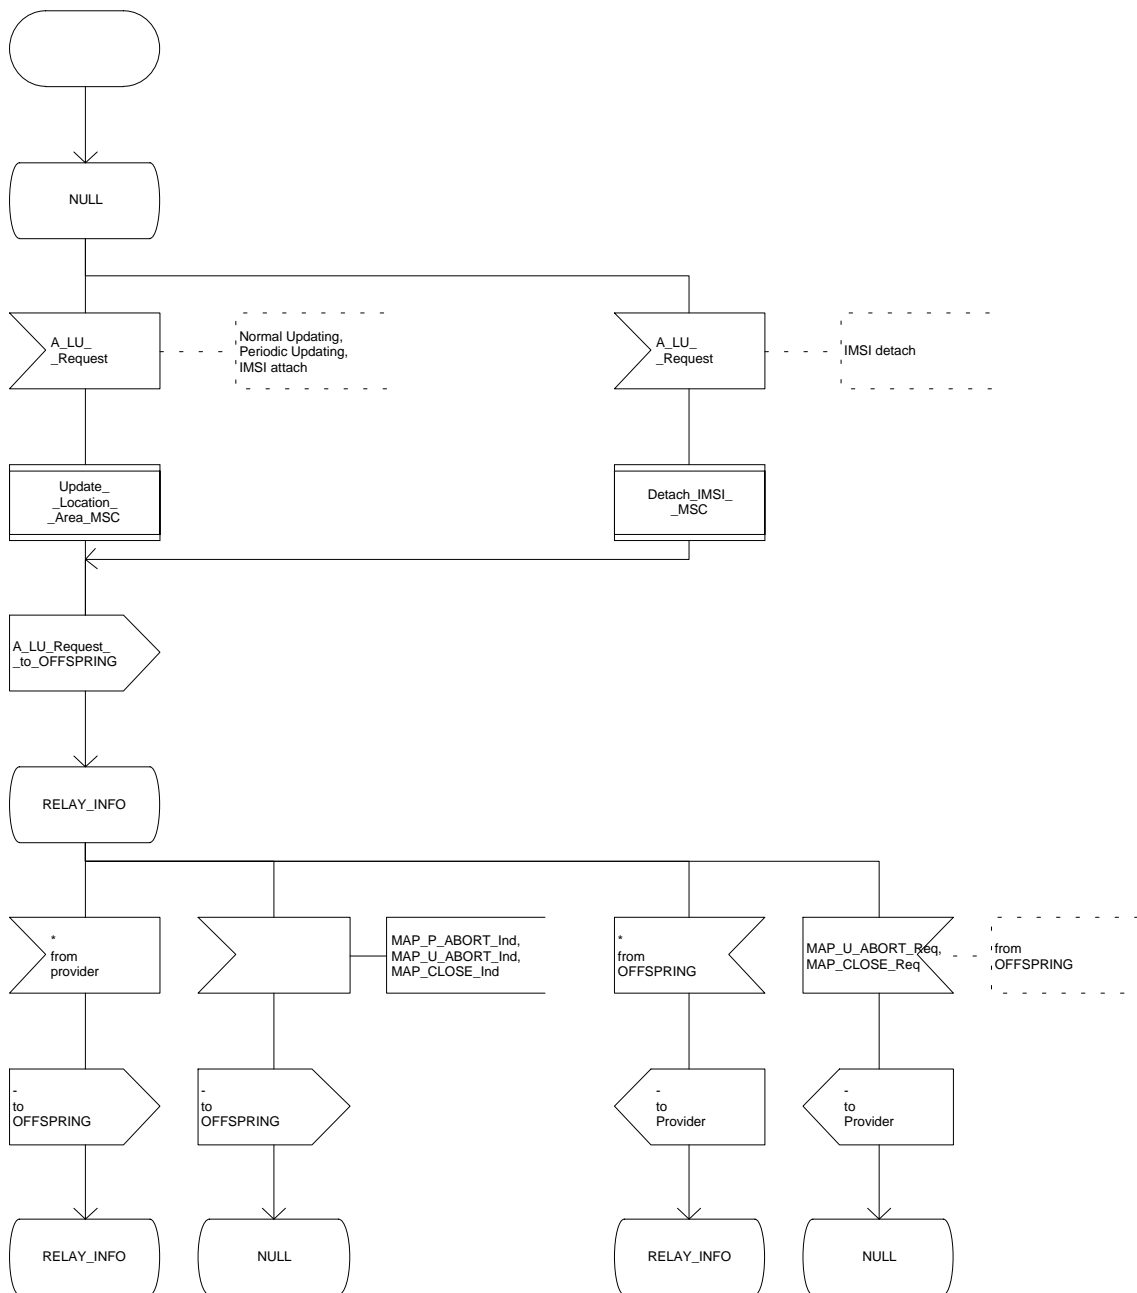 NULL
A_LU_
_Request
Normal Updating,
Periodic Updating,
IMSI attach
A_LU_
_Request
IMSI detach
Update_
_Location_
_Area_MSC
Detach_IMSI_
_MSC
A_LU_Request_
_to_OFFSPRING
RELAY_INFO
*
from
provider
MAP_P_ABORT_Ind,
MAP_U_ABORT_Ind,
MAP_CLOSE_Ind
*
from
OFFSPRING
MAP_U_ABORT_Req,
MAP_CLOSE_Req
from
OFFSPRING
-
to
OFFSPRING
-
to
OFFSPRING
-
to
Provider
-
to
Provider
RELAY_INFO
NULL
RELAY_INFO
NULL